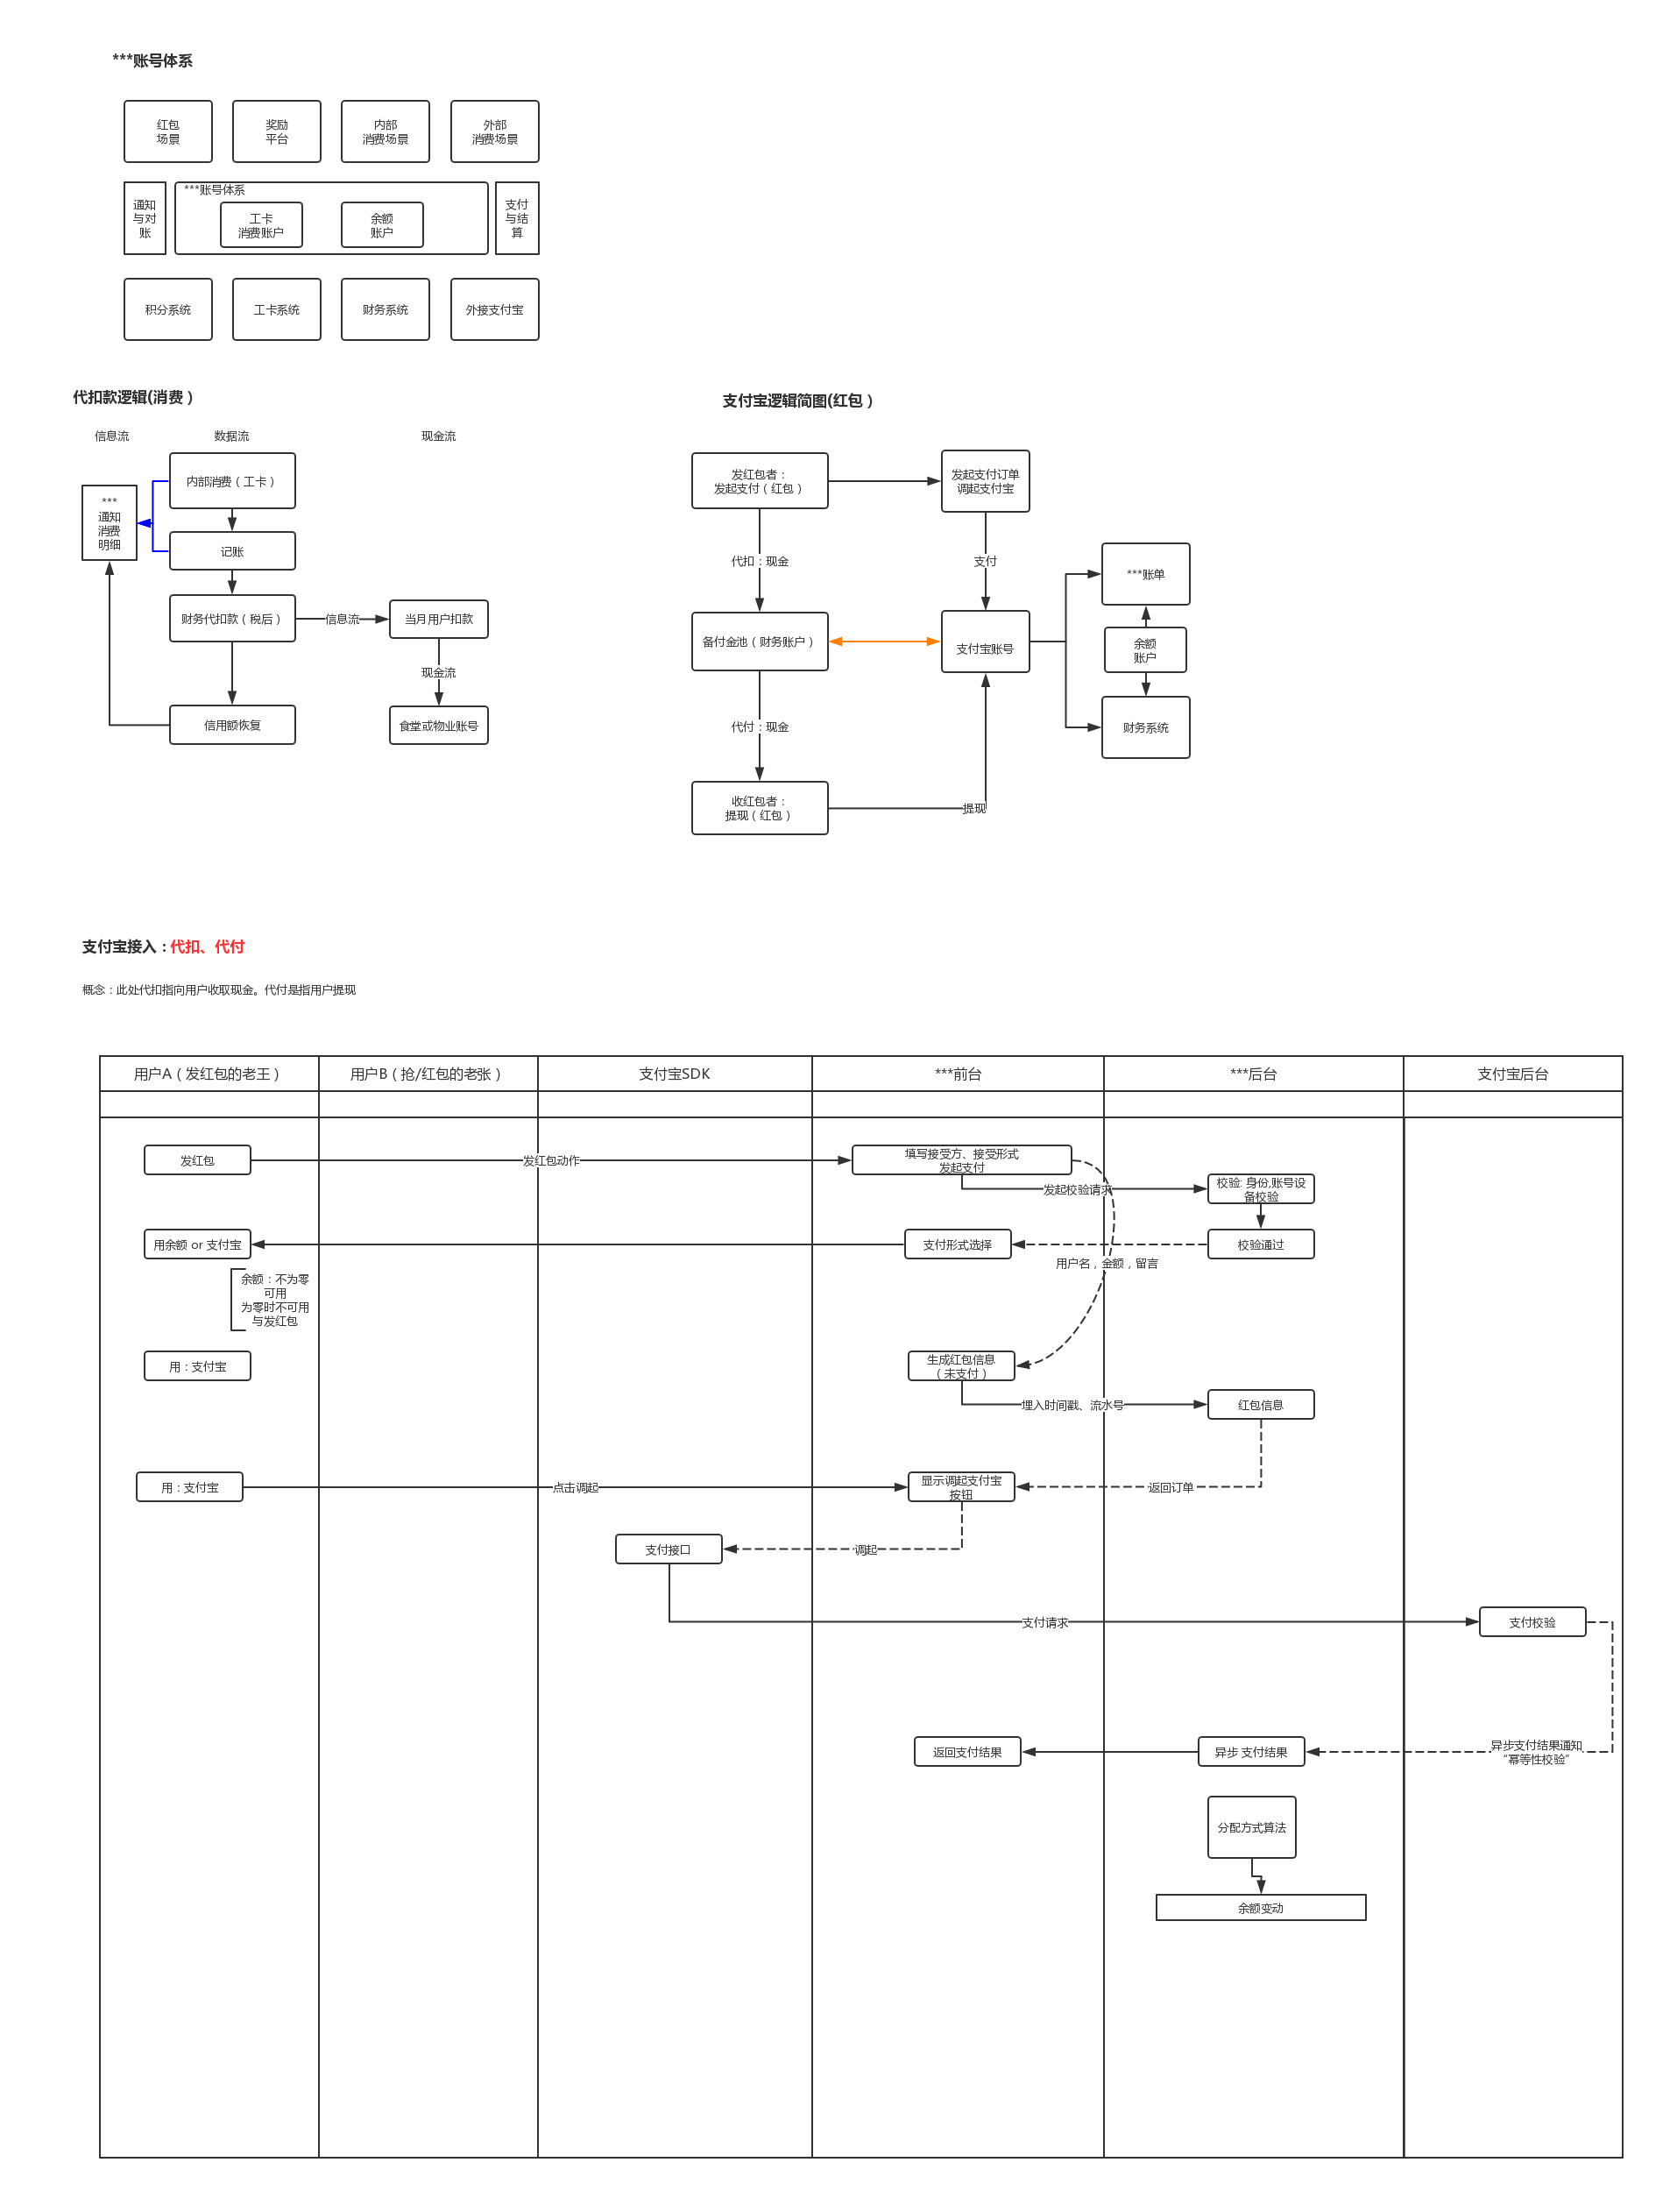 ***账号体系
红包
场景
奖励
平台
内部
消费场景
外部
消费场景
通知
与对
账
***账号体系
工卡
消费账户
余额
账户
支付
与结
算
积分系统
工卡系统
财务系统
外接支付宝
代扣款逻辑(消费）
信息流
数据流
现金流
内部消费（工卡）
***
通知
消费
明细
记账
财务代扣款（税后）
信息流
当月用户扣款
现金流
信用额恢复
食堂或物业账号
支付宝逻辑简图(红包）
发红包者：
发起支付（红包）
发起支付订单
调起支付宝
代扣：现金
支付
***账单
备付金池（财务账户）
支付宝账号
余额
账户
代付：现金
财务系统
收红包者：
提现（红包）
提现
支付宝接入：代扣、代付
概念：此处代扣指向用户收取现金。代付是指用户提现
用户A（发红包的老王）
用户B（抢/红包的老张）
支付宝SDK
***前台
***后台
支付宝后台
发红包
发红包动作
填写接受方、接受形式
发起支付
发起校验请求
校验: 身份,账号设
备校验
用余额 or 支付宝
支付形式选择
校验通过
用户名，金额，留言
余额：不为零
可用
为零时不可用
与发红包
用：支付宝
生成红包信息
（未支付）
埋入时间戳、流水号
红包信息
用：支付宝
点击调起
显示调起支付宝
按钮
返回订单
支付接口
调起
支付请求
支付校验
返回支付结果
异步 支付结果
异步支付结果通知
“幂等性校验”
分配方式算法
余额变动